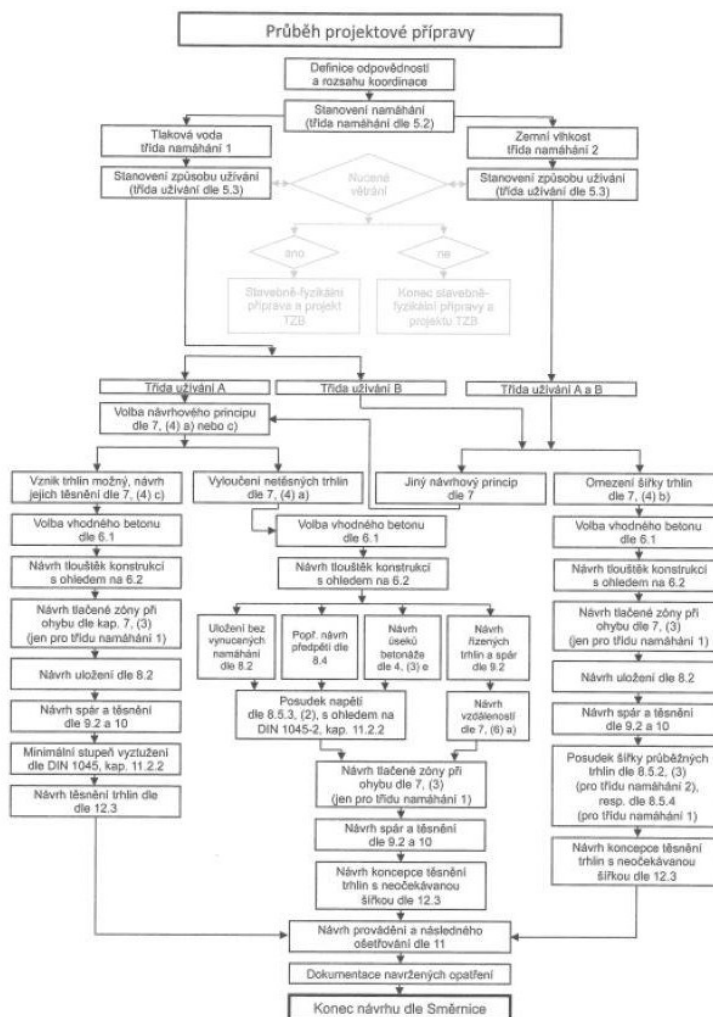 Průběh projektové přípravy
Definice odpovědností
a rozsahu koordinace
Stanovení namáhání
(třída namáhání dle 5.2)
Tlaková voda
třída namáhání 1
Zemní vlhkost
třída namáhání 2
Stanovení způsobu užívání
(třída užívání dle 5.3)
Nucené
větrání
Stanovení způsobu užívání
(třída užívání dle 5.3)
ano
ne
Stavebně-fyzikální
příprava a projekt
TZB
Konec stavebně-
fyzikální přípravy a
projektu TZB
Třída užívání A
Třída užívání B
Třída užívání A a B
Volba návrhového principu
dle 7, (4) a) nebo c)
Vznik trhlin možný, návrh
jejich těsnění dle 7, (4) c)
Vyloučení netěsných trhlin
dle 7, (4) a)
Jiný návrhový princip
dle 7
Omezení šířky trhlin
dle 7, (4) b)
Volba vhodného betonu
dle 6.1
Volba vhodného betonu
dle 6.1
Volba vhodného betonu
dle 6.1
Návrh tlouštěk konstrukcí
s ohledem na 6.2
Návrh tlouštěk konstrukcí
s ohledem na 6.2
Návrh tlouštěk konstrukcí
s ohledem na 6.2
Návrh tlačené zóny při
ohybu dle kap. 7, (3)
(jen pro třídu namáhání 1)
Uložení bez
vynucených
namáhání
dle 8.2
Popř. návrh
předpětí dle
8.4
Návrh
úseků
betonáže
dle 4, (3) e
Návrh
řízených
trhlin a spár
dle 9.2
Návrh tlačené zóny při
ohybu dle 7, (3)
(jen pro třídu namáhání 1)
Návrh uložení dle 8.2
Návrh uložení dle 8.2
Posudek napětí
dle 8.5.3, (2), s ohledem na
DIN 1045-2, kap. 11.2.2
Návrh
vzdáleností
dle 7, (6) a)
Návrh spár a těsnění
dle 9.2 a 10
Návrh spár a těsnění
dle 9.2 a 10
Minimální stupeň vyztužení
dle DIN 1045, kap. 11.2.2
Návrh těsnění trhlin dle
dle 12.3
Návrh tlačené zóny při
ohybu dle 7, (3)
(jen pro třídu namáhání 1)
Posudek šířky průběžných
trhlin dle 8.5.2, (3)
(pro třídu namáhání 2),
resp. dle 8.5.4
(pro třídu namáhání 1)
Návrh spár a těsnění
dle 9.2 a 10
Návrh koncepce těsnění
trhlin s neočekávanou
šířkou dle 12.3
Návrh koncepce těsnění
trhlin s neočekávanou
šířkou dle 12.3
Návrh provádění a následného
ošetřování dle 11
Dokumentace navržených opatření
Konec návrhu dle Směrnice